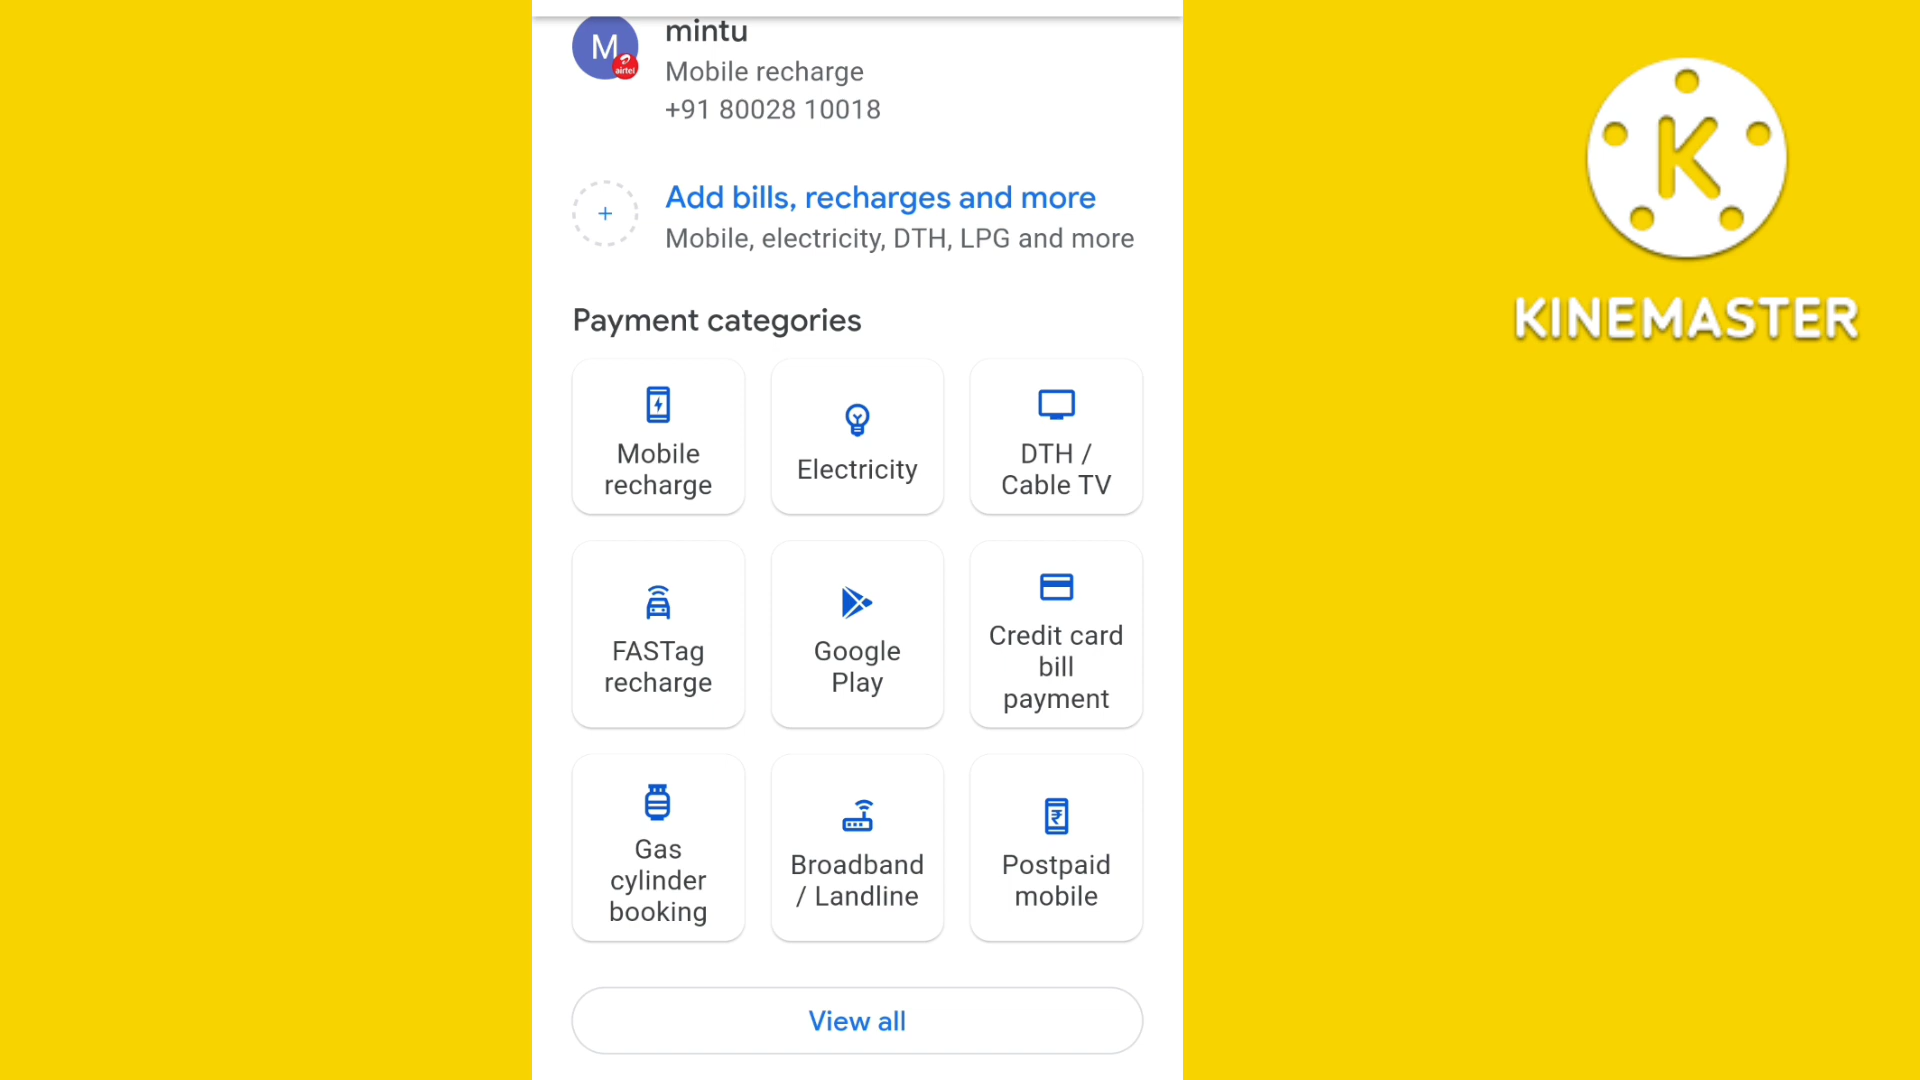 mintu
M
airtel
Mobile recharge
+91 80028 10018
Add bills, recharges and more
Mobile, electricity, DTH, LPG and more
Payment categories
Mobile
recharge
Electricity
DTH /
Cable TV
FASTag
recharge
Google
Play
Credit card
bill
payment
Gas
cylinder
booking
Broadband
/ Landline
Postpaid
mobile
View all
K
KINEMASTER